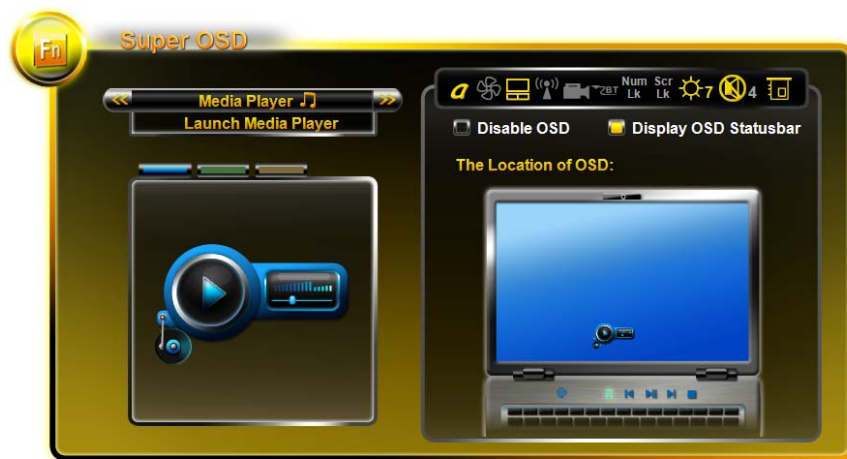 Fn
Super OSD
Media Player
Launch Media Player
a
Num Lk
Scr Lk
7
4
Disable OSD
Display OSD Statusbar
The Location of OSD: